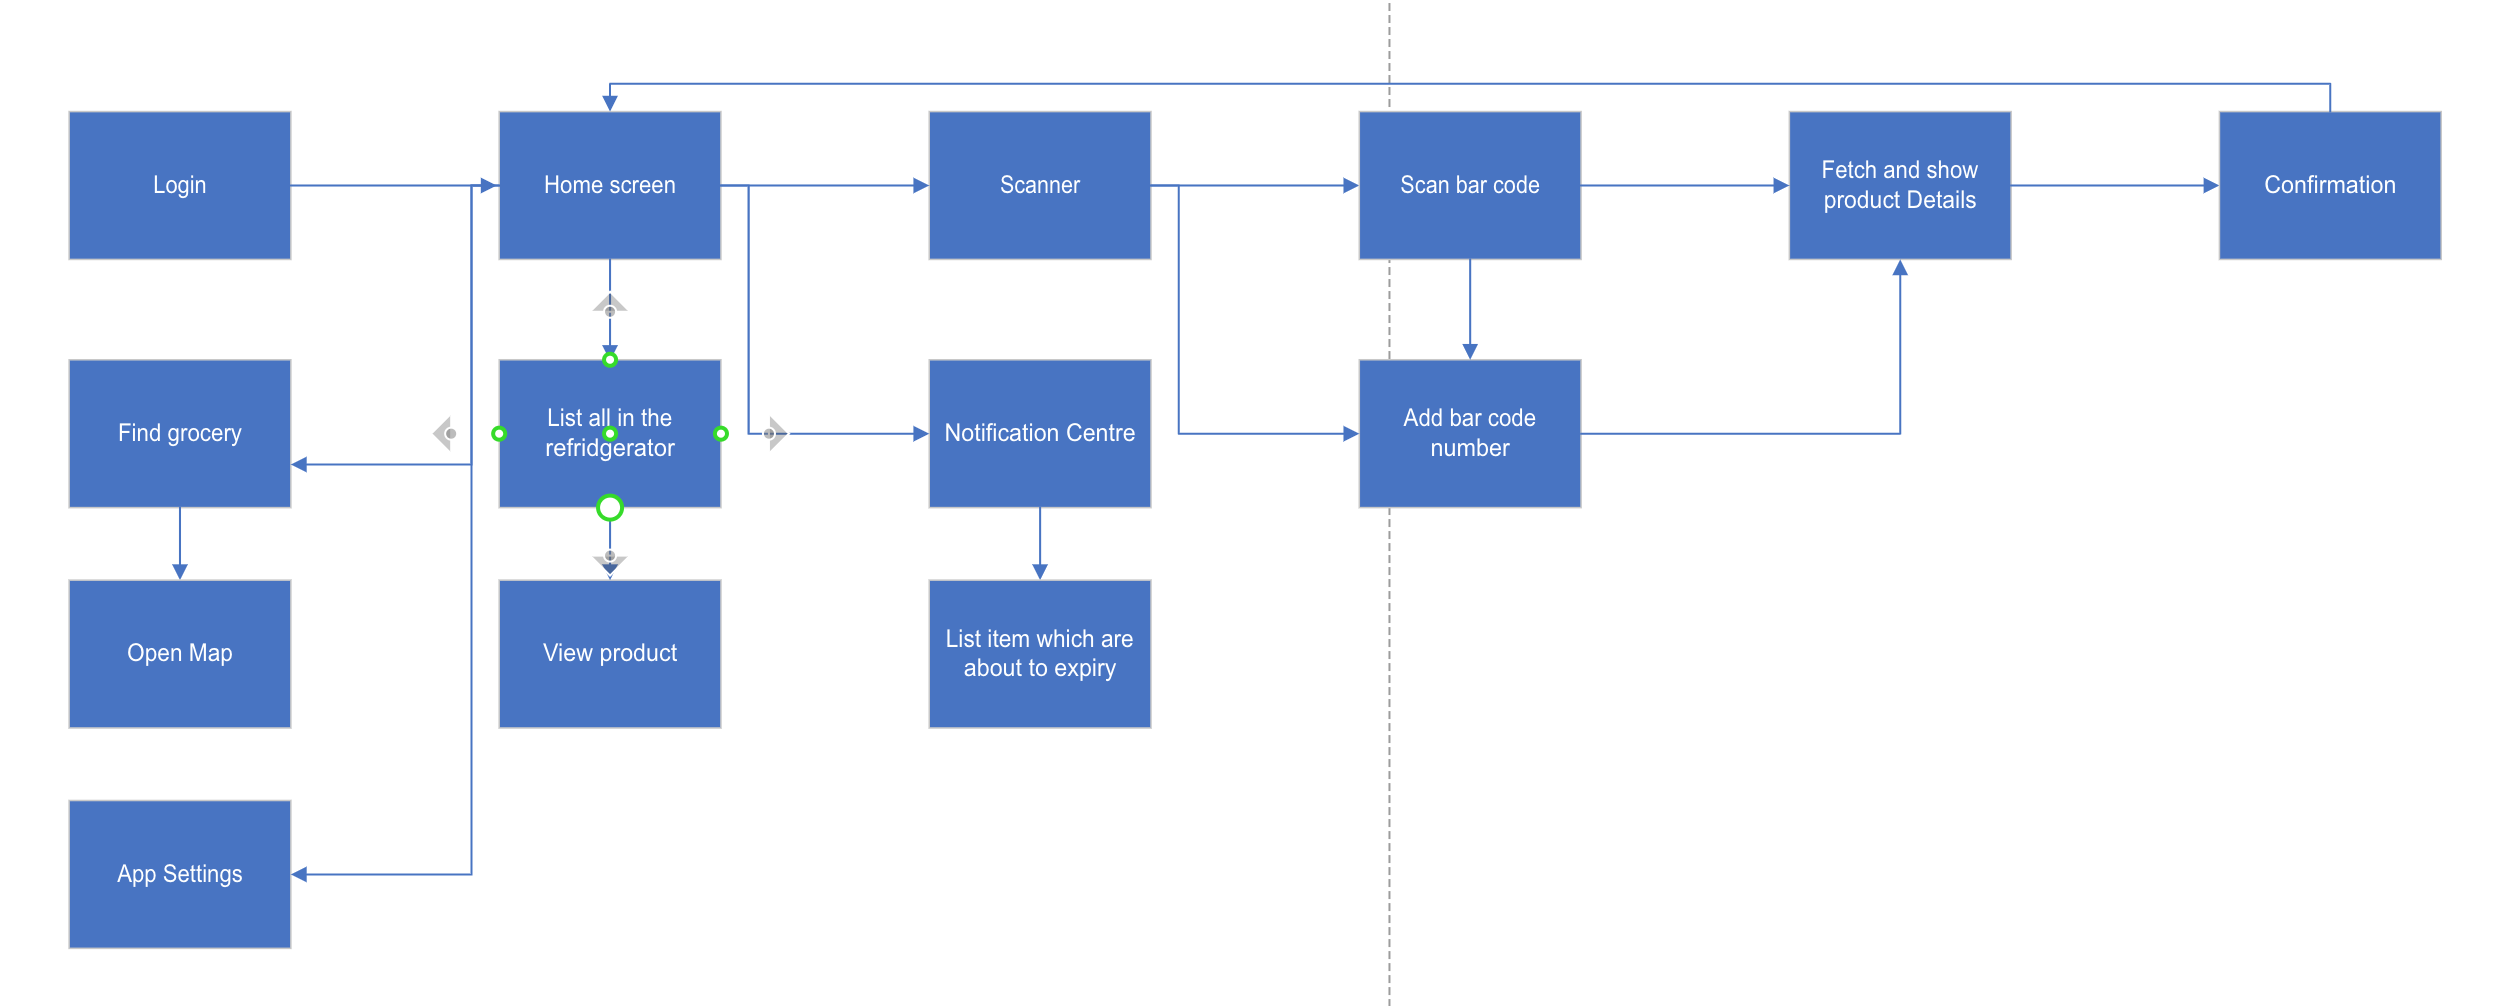 Login
Home screen
Scanner
Scan bar code
Fetch and show
product Details
Confirmation
Find grocery
List all in the
refridgerator
Notification Centre
Add bar code
number
Open Map
View product
List item which are
about to expiry
App Settings